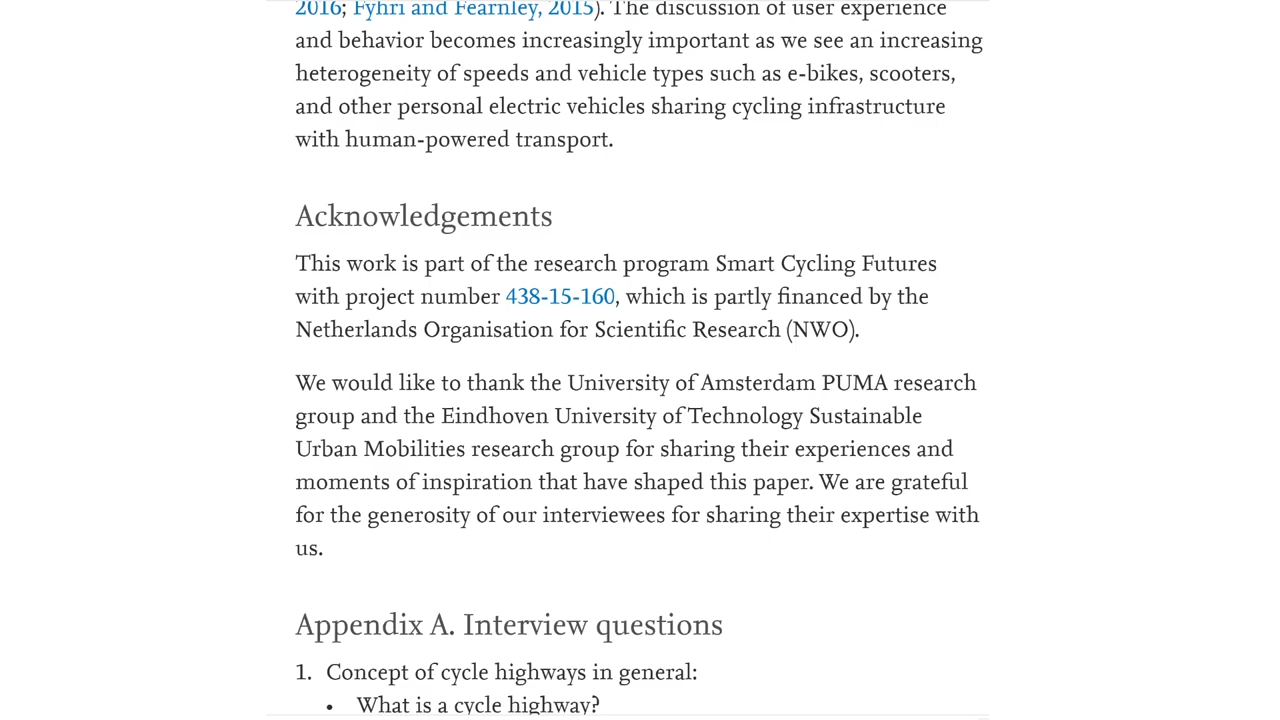 2016; Fyhri and Fearnley, 2015). The discussion of user experience
and behavior becomes increasingly important as we see an increasing
heterogeneity of speeds and vehicle types such as e-bikes, scooters,
and other personal electric vehicles sharing cycling infrastructure
with human-powered transport.
Acknowledgements
This work is part of the research program Smart Cycling Futures
with project number 438-15-160, which is partly financed by the
Netherlands Organisation for Scientific Research (NWO).
We would like to thank the University of Amsterdam PUMA research
group and the Eindhoven University of Technology Sustainable
Urban Mobilities research group for sharing their experiences and
moments of inspiration that have shaped this paper. We are grateful
for the generosity of our interviewees for sharing their expertise with
us.
Appendix A. Interview questions
1. Concept of cycle highways in general:
• What is a cycle highway?